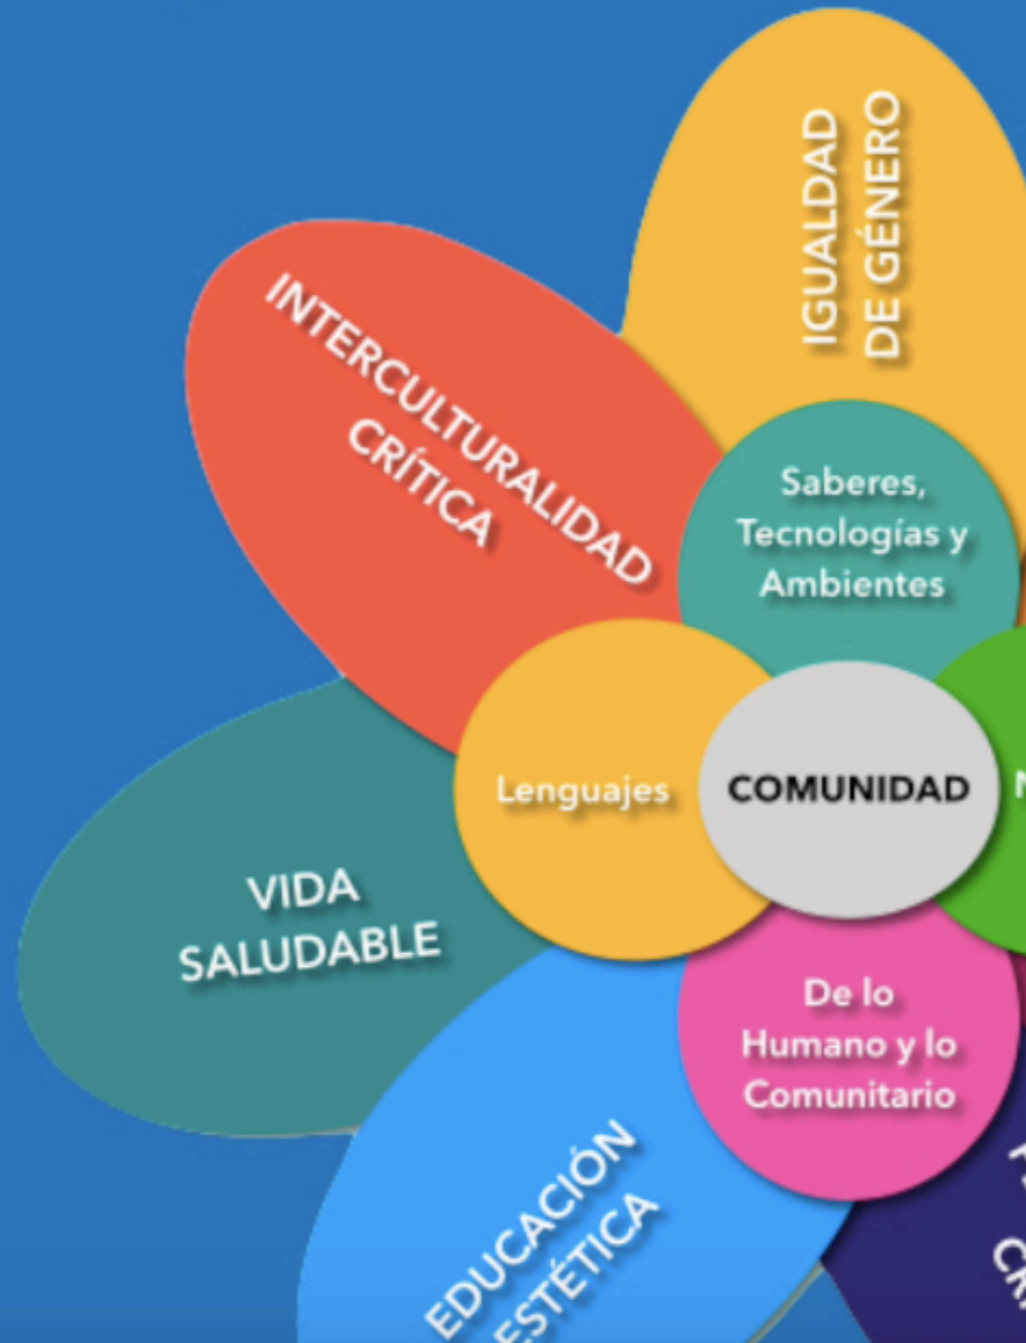 IGUALDAD
DE GÉNERO
INTERCULTURALIDAD
CRÍTICA
Saberes,
Tecnologías y
Ambientes
Lenguajes
COMUNIDAD
VIDA
SALUDABLE
De lo
Humano y lo
Comunitario
EDUCACIÓN
ESTÉTICA